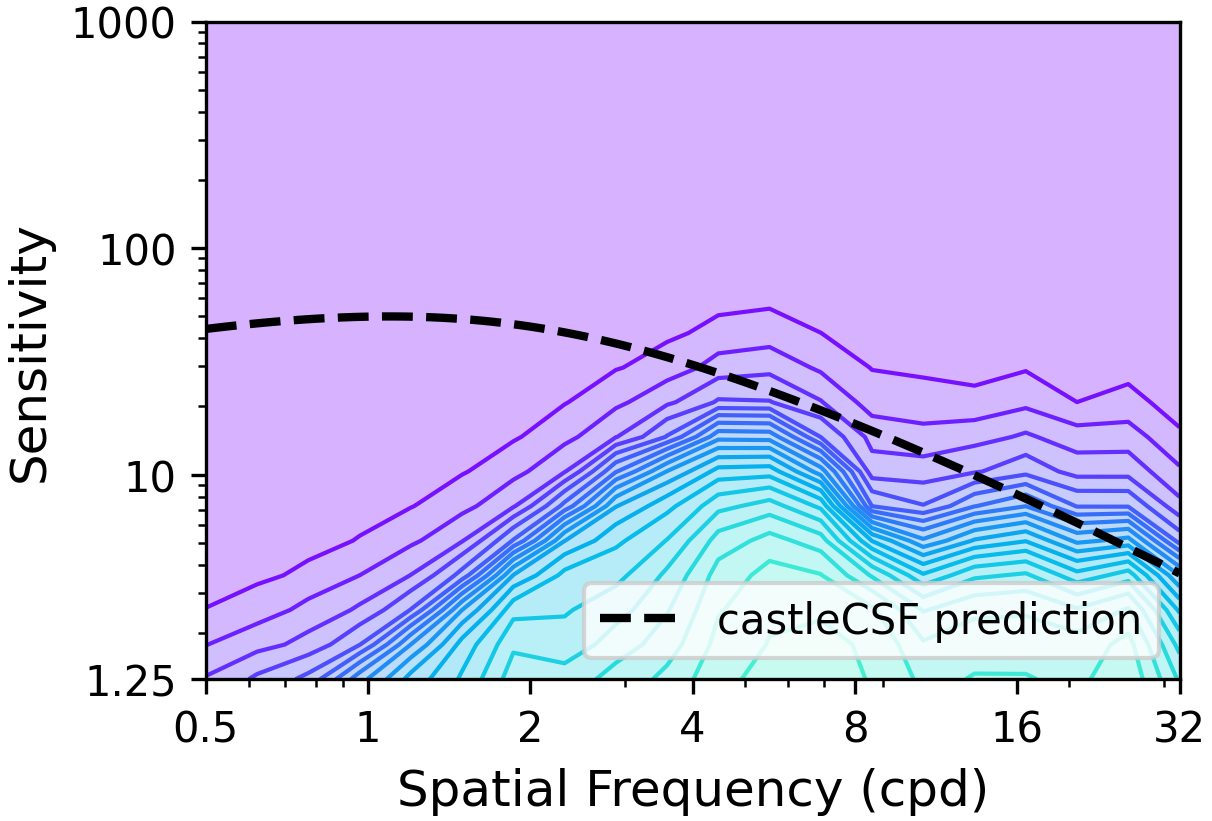 1000
100
10
1.25
Sensitivity
castleCSF prediction
0.5 1 2 4 8 16 32
Spatial Frequency (cpd)